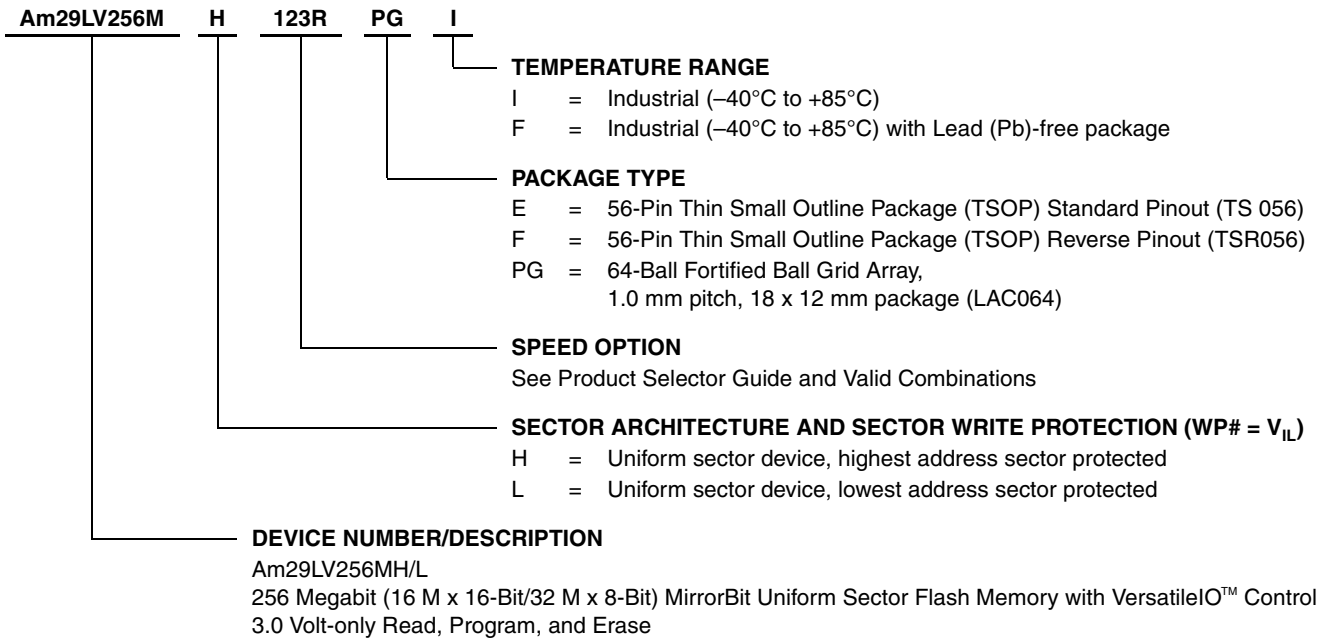 Am29LV256M H 123R PG I
TEMPERATURE RANGE
I = Industrial (–40°C to +85°C)
F = Industrial (–40°C to +85°C) with Lead (Pb)-free package
PACKAGE TYPE
E = 56-Pin Thin Small Outline Package (TSOP) Standard Pinout (TS 056)
F = 56-Pin Thin Small Outline Package (TSOP) Reverse Pinout (TSR056)
PG = 64-Ball Fortified Ball Grid Array,
1.0 mm pitch, 18 x 12 mm package (LAC064)
SPEED OPTION
See Product Selector Guide and Valid Combinations
SECTOR ARCHITECTURE AND SECTOR WRITE PROTECTION (WP# = VIL)
H = Uniform sector device, highest address sector protected
L = Uniform sector device, lowest address sector protected
DEVICE NUMBER/DESCRIPTION
Am29LV256MH/L
256 Megabit (16 M x 16-Bit/32 M x 8-Bit) MirrorBit Uniform Sector Flash Memory with VersatileIO™ Control
3.0 Volt-only Read, Program, and Erase